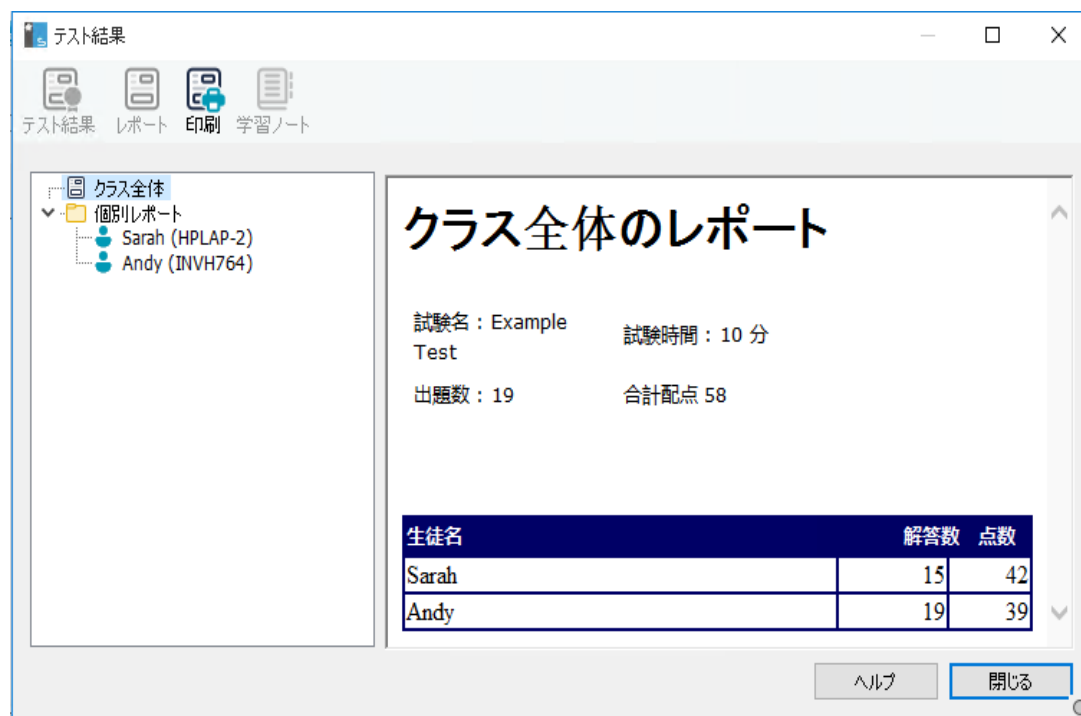 テスト結果
テスト結果 レポート 印刷 学習ノート
クラス全体
個別レポート
Sarah (HPLAP-2)
Andy (INVH764)
クラス全体のレポート
試験名：Example
Test
試験時間：10 分
出題数：19
合計配点 58
生徒名 解答数 点数
Sarah 15 42
Andy 19 39
ヘルプ 閉じる